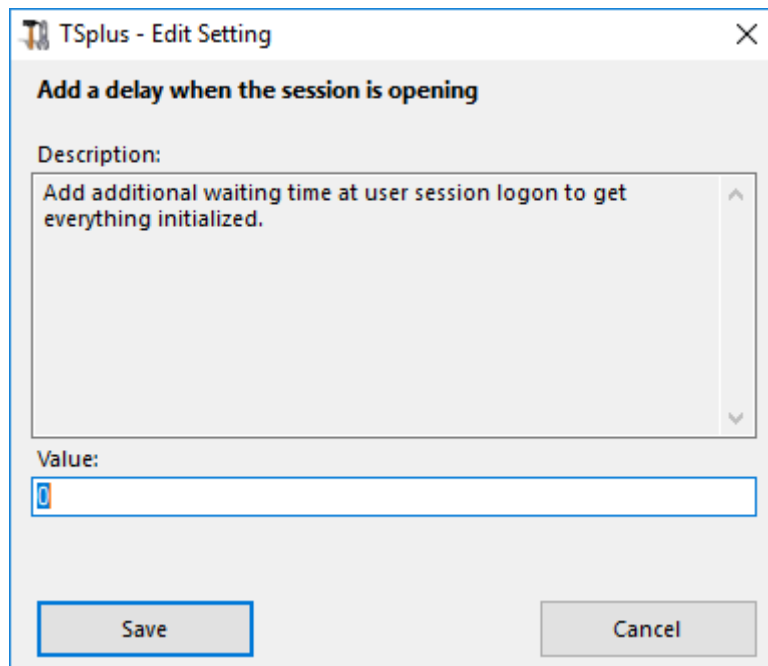 TSplus - Edit Setting
Add a delay when the session is opening
Description:
Add additional waiting time at user session logon to get
everything initialized.
Value:
0
Save
Cancel